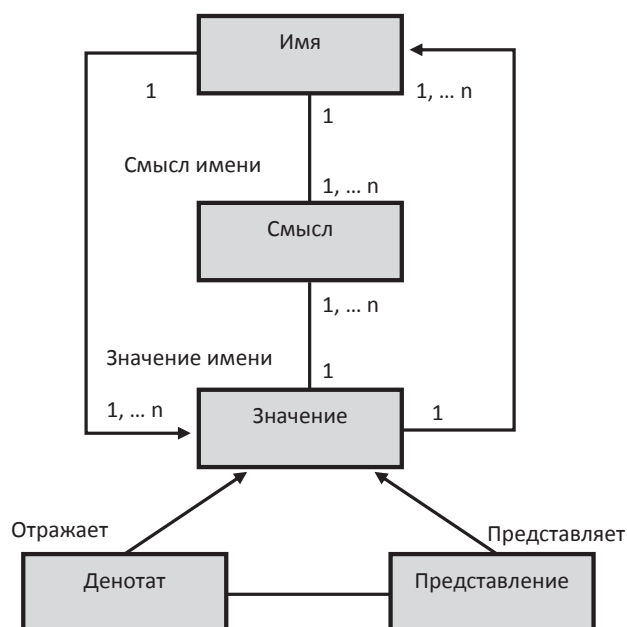 Имя
1
1, ... n
1
Смысл имени
1, ... n
Смысл
1, ... n
Значение имени
1
1, ... n
Значение
1
Отражает
Представляет
Денотат
Представление